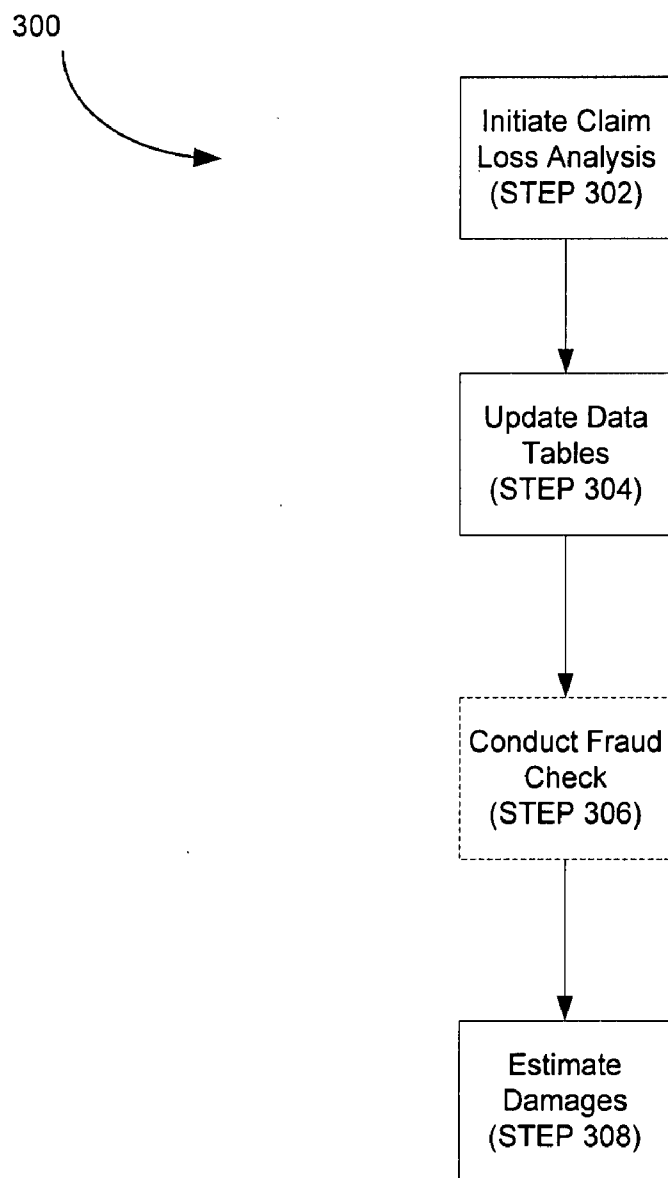 300
Initiate Claim
Loss Analysis
(STEP 302)
Update Data
Tables
(STEP 304)
Conduct Fraud
Check
(STEP 306)
Estimate
Damages
(STEP 308)